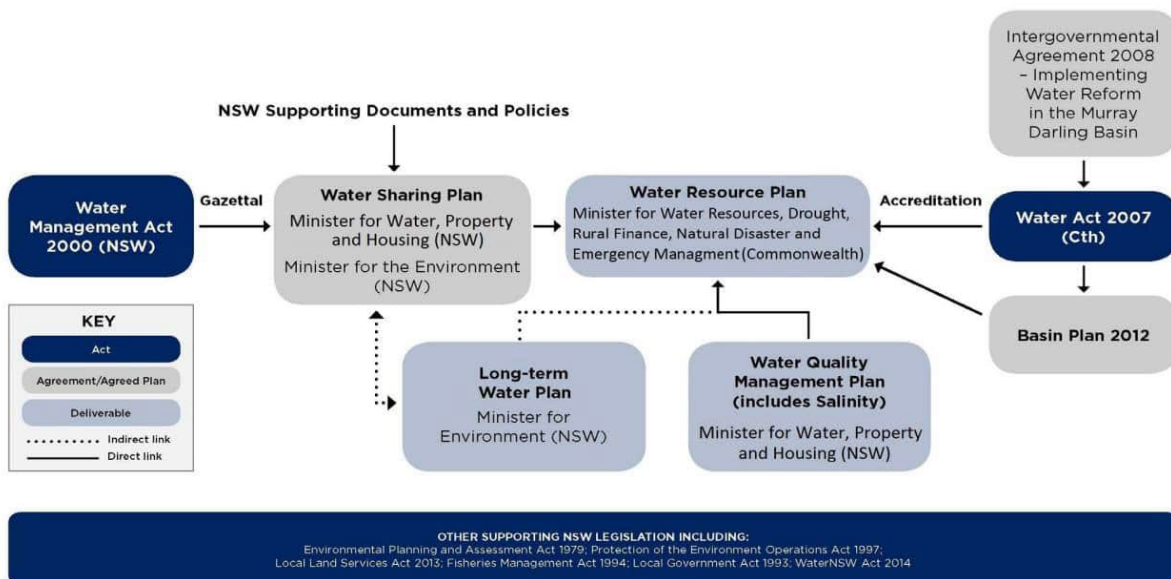 Intergovernmental
Agreement 2008
– Implementing
Water Reform
in the Murray
Darling Basin
NSW Supporting Documents and Policies
Water
Management Act
2000 (NSW)
Gazettal
Water Sharing Plan
Minister for Water, Property
and Housing (NSW)
Minister for the Environment
(NSW)
Water Resource Plan
Minister for Water Resources, Drought,
Rural Finance, Natural Disaster and
Emergency Managment (Commonwealth)
Accreditation
Water Act 2007
(Cth)
Basin Plan 2012
KEY
Act
Agreement/Agreed Plan
Deliverable
Indirect link
Direct link
Long-term
Water Plan
Minister for
Environment (NSW)
Water Quality
Management Plan
(includes Salinity)
Minister for Water, Property
and Housing (NSW)
OTHER SUPPORTING NSW LEGISLATION INCLUDING:
Environmental Planning and Assessment Act 1979; Protection of the Environment Operations Act 1997;
Local Land Services Act 2013; Fisheries Management Act 1994; Local Government Act 1993; WaterNSW Act 2014